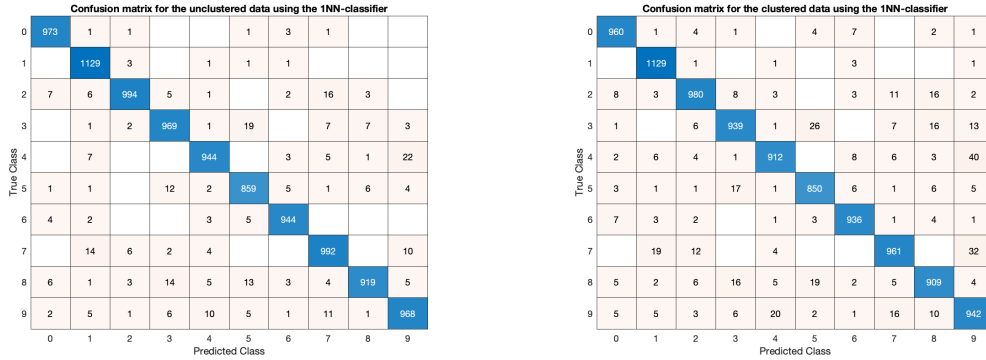 Confusion matrix for the unclustered data using the 1NN-classifier
0 973 1 1 1 3 1
1 1129 3 1 1 1
2 7 6 994 5 1 2 16 3
3 1 2 969 1 19 7 7 3
4 7 944 3 5 1 22
5 1 1 12 2 859 5 1 6 4
6 4 2 3 5 944
7 14 6 2 4 992 10
8 6 1 3 14 5 13 3 4 919 5
9 2 5 1 6 10 5 1 11 1 968
0 1 2 3 4 5 6 7 8 9
Predicted Class
True Class
Confusion matrix for the clustered data using the 1NN-classifier
0 960 1 4 1 4 7 2 1
1 1129 1 1 3 1
2 8 3 980 8 3 3 11 16 2
3 1 6 939 1 26 7 16 13
4 2 6 4 1 912 8 6 3 40
5 3 1 1 17 1 850 6 1 6 5
6 7 3 2 1 3 936 1 4 1
7 19 12 4 961 32
8 5 2 6 16 5 19 2 5 909 4
9 5 5 3 6 20 2 1 16 10 942
0 1 2 3 4 5 6 7 8 9
Predicted Class
True Class